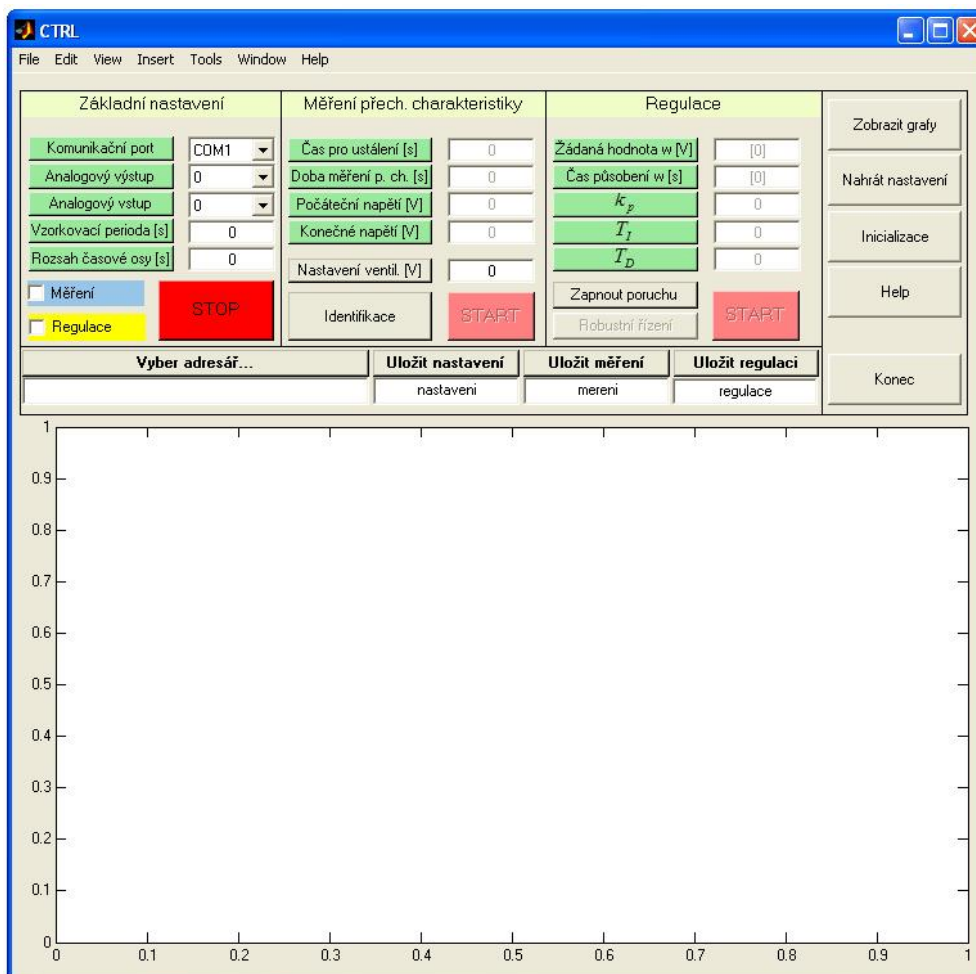 CTRL
File Edit View Insert Tools Window Help
Základní nastavení
Komunikační port COM1
Analogový výstup 0
Analogový vstup 0
Vzorkovací perioda [s] 0
Rozsah časové osy [s] 0
Měření
Regulace
STOP
Měření přech. charakteristiky
Čas pro ustálení [s] 0
Doba měření p. ch. [s] 0
Počáteční napětí [V] 0
Konečné napětí [V] 0
Nastavení ventil. [V] 0
Identifikace START
Regulace
Žádaná hodnota w [V] [0]
Čas působení w [s] [0]
k_p 0
T_I 0
T_D 0
Zapnout poruchu
Robustní řízení
START
Zobrazit grafy
Nahrát nastavení
Inicializace
Help
Konec
Vyber adresář... Uložit nastavení Uložit měření Uložit regulaci
nastaveni mereni regulace
1
0.9
0.8
0.7
0.6
0.5
0.4
0.3
0.2
0.1
0
0 0.1 0.2 0.3 0.4 0.5 0.6 0.7 0.8 0.9 1